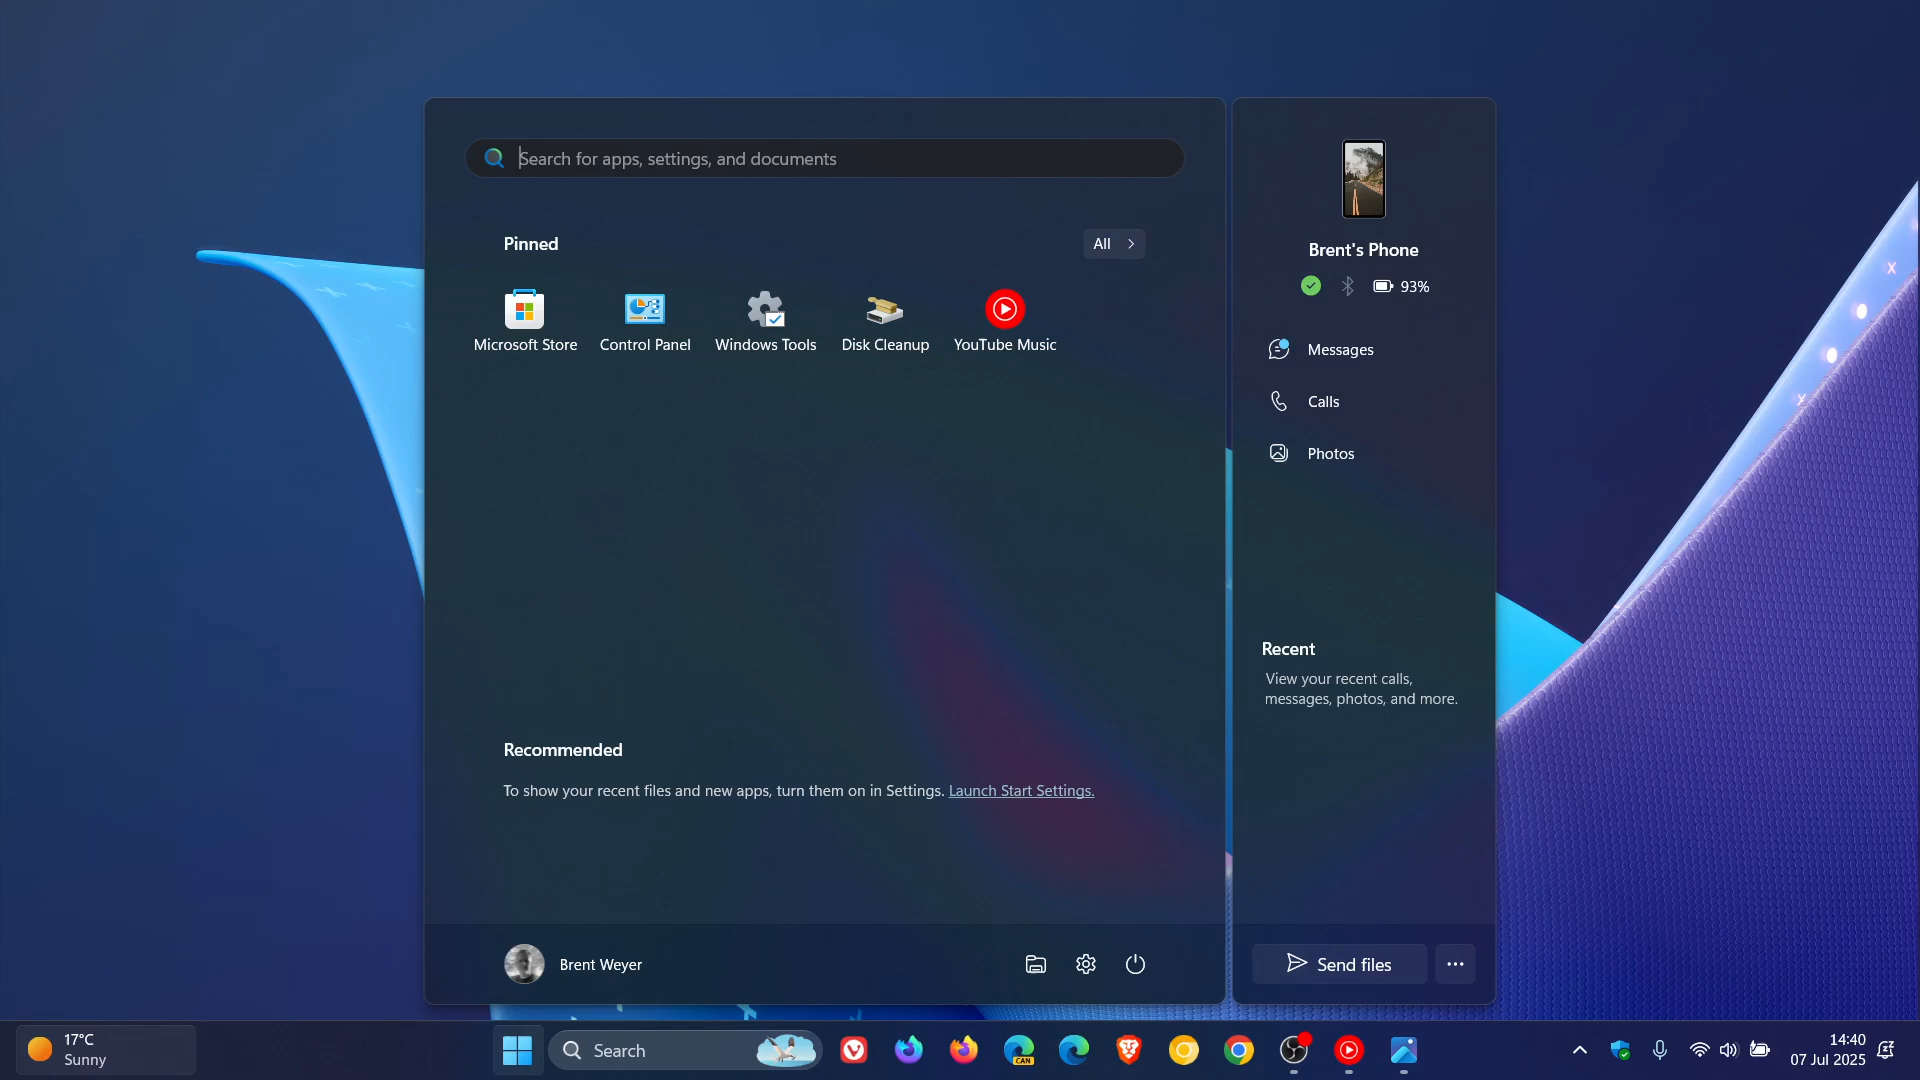 Search for apps, settings, and documents
Pinned
All
Microsoft Store
Control Panel
Windows Tools
Disk Cleanup
YouTube Music
Recommended
To show your recent files and new apps, turn them on in Settings. Launch Start Settings.
Brent Weyer
Brent's Phone
93%
Messages
Calls
Photos
Recent
View your recent calls,
messages, photos, and more.
Send files
17°C
Sunny
Search
CAN
14:40
07 Jul 2025